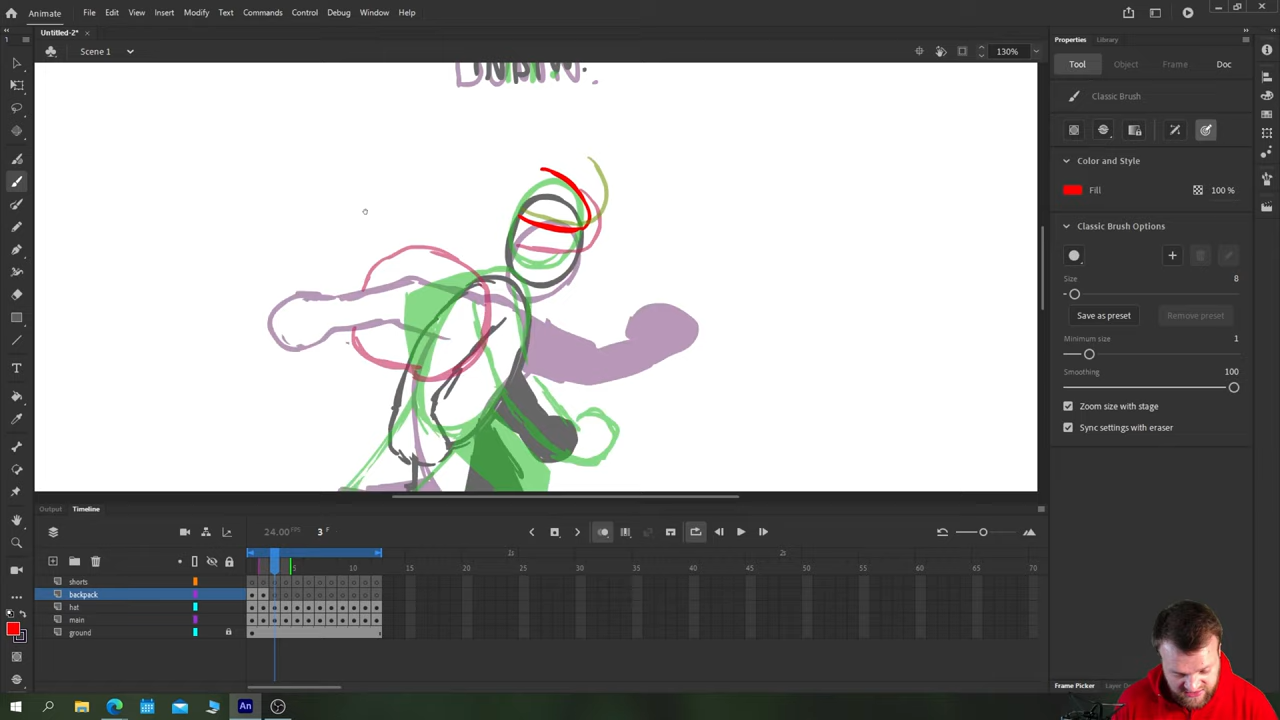 Animate File Edit View Insert Modify Text Commands Control Debug Window Help
Untitled-2* ×
Scene 1 130%
Properties Library
Tool Object Frame Doc
Classic Brush
Color and Style
Fill 100 %
Classic Brush Options
Size 8
Save as preset Remove preset
Minimum size 1
Smoothing 100
Zoom size with stage
Sync settings with eraser
Output Timeline
24.00 FPS 3 F
1s 2s
5 10 15 20 25 30 35 40 45 50 55 60 65 70
shorts
backpack
hat
main
ground
Frame Picker
An